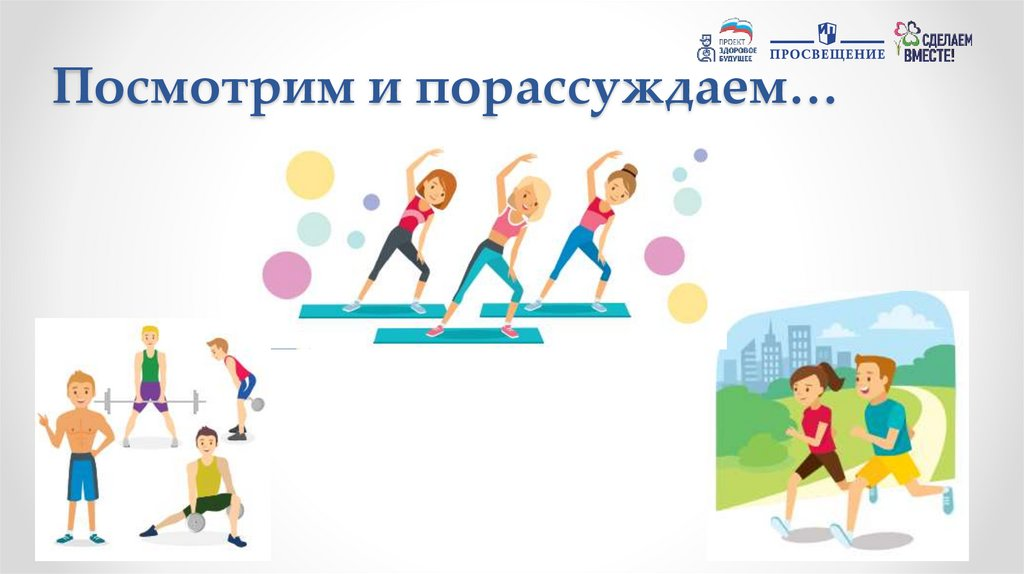 ПРОЕКТ
ЗДОРОВОЕ
БУДУЩЕЕ
ПРОСВЕЩЕНИЕ
СДЕЛАЕМ
ВМЕСТЕ!
Посмотрим и порассуждаем…